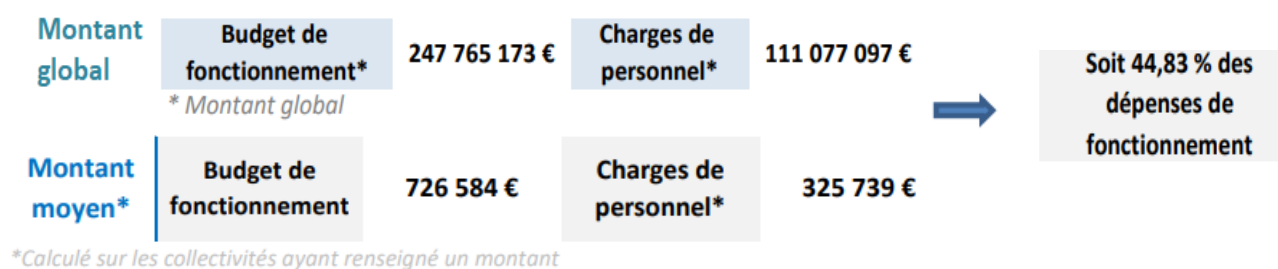 Montant
global
Budget de
fonctionnement*
247 765 173 €
Charges de
personnel*
111 077 097 €
* Montant global
Soit 44,83 % des
dépenses de
fonctionnement
Montant
moyen*
Budget de
fonctionnement
726 584 €
Charges de
personnel*
325 739 €
*Calculé sur les collectivités ayant renseigné un montant